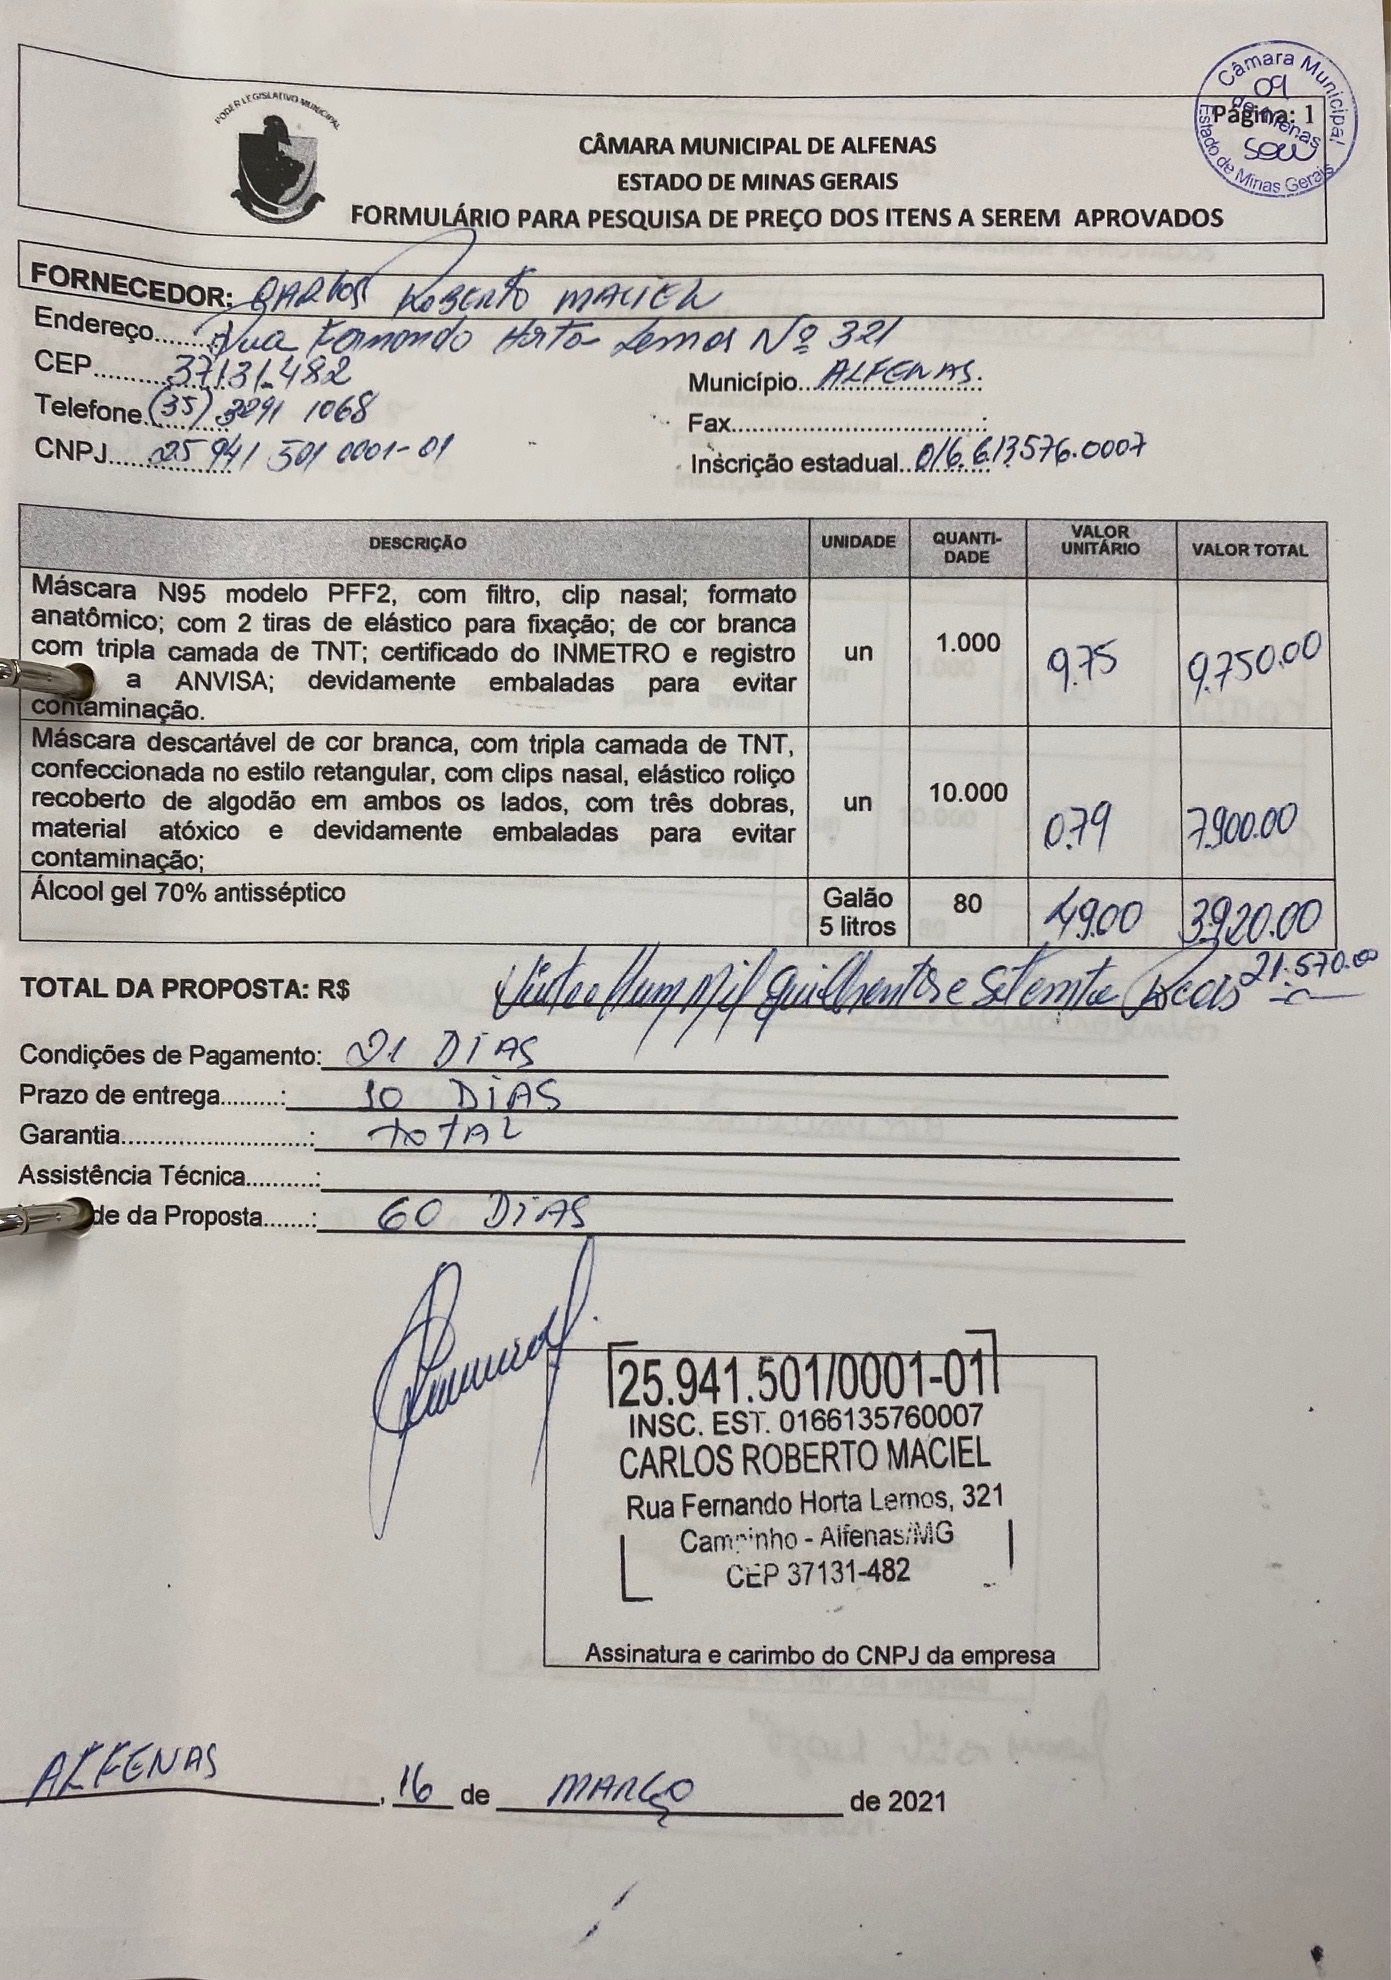 PODER LEGISLATIVO MUNICIPAL
Câmara Municipal
de Alfenas
Estado de Minas Gerais
09
Página: 1
CÂMARA MUNICIPAL DE ALFENAS
ESTADO DE MINAS GERAIS
FORMULÁRIO PARA PESQUISA DE PREÇO DOS ITENS A SEREM APROVADOS
FORNECEDOR: CARLOS ROBERTO MACIEL
Endereço........Rua Fernando Horta Lemos Nº 321
CEP..........37131.482
Município...ALFENAS.:
Telefone.(35) 3291 1068
Fax..............................:
CNPJ.....25 941 501 0001-01
Inscrição estadual..016.613576.0007
DESCRIÇÃO UNIDADE QUANTI-DADE VALOR UNITÁRIO VALOR TOTAL
Máscara N95 modelo PFF2, com filtro, clip nasal; formato
anatômico; com 2 tiras de elástico para fixação; de cor branca
com tripla camada de TNT; certificado do INMETRO e registro
a ANVISA; devidamente embaladas para evitar
contaminação.
un 1.000 9.75 9.750.00
Máscara descartável de cor branca, com tripla camada de TNT,
confeccionada no estilo retangular, com clips nasal, elástico roliço
recoberto de algodão em ambos os lados, com três dobras,
material atóxico e devidamente embaladas para evitar
contaminação;
un 10.000 0.79 7.900.00
Álcool gel 70% antisséptico
Galão 5 litros 80 49.00 3.920.00
TOTAL DA PROPOSTA: R$ Vinte e Hum Mil quinhentos e setenta Reais 21.570.00
Condições de Pagamento: 21 DIAS
Prazo de entrega.........: 10 DIAS
Garantia.............................: TOTAL
Assistência Técnica..........:
de da Proposta.......: 60 DIAS
25.941.501/0001-01
INSC. EST. 0166135760007
CARLOS ROBERTO MACIEL
Rua Fernando Horta Lemos, 321
Campinho - Alfenas/MG
CEP 37131-482
Assinatura e carimbo do CNPJ da empresa
ALFENAS, 16 de MARÇO de 2021